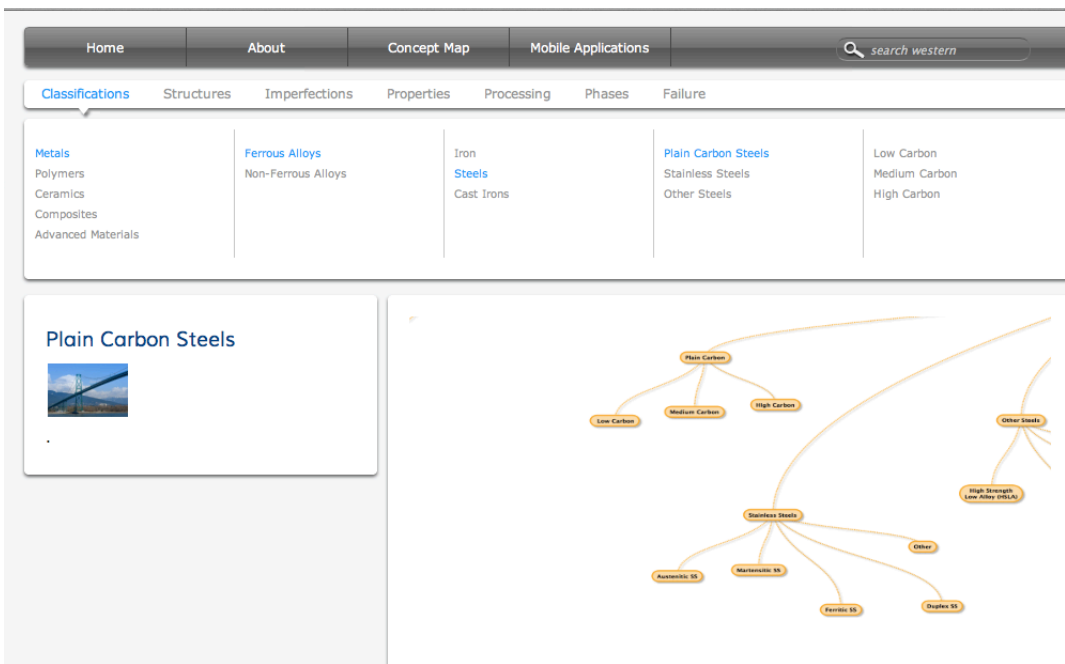 Home About Concept Map Mobile Applications search western
Classifications Structures Imperfections Properties Processing Phases Failure
Metals
Polymers
Ceramics
Composites
Advanced Materials
Ferrous Alloys
Non-Ferrous Alloys
Iron
Steels
Cast Irons
Plain Carbon Steels
Stainless Steels
Other Steels
Low Carbon
Medium Carbon
High Carbon
Plain Carbon Steels
.
Plain Carbon
Low Carbon
Medium Carbon
High Carbon
Other Steels
High Strength
Low Alloy (HSLA)
Stainless Steels
Other
Austenitic SS
Martensitic SS
Ferritic SS
Duplex SS